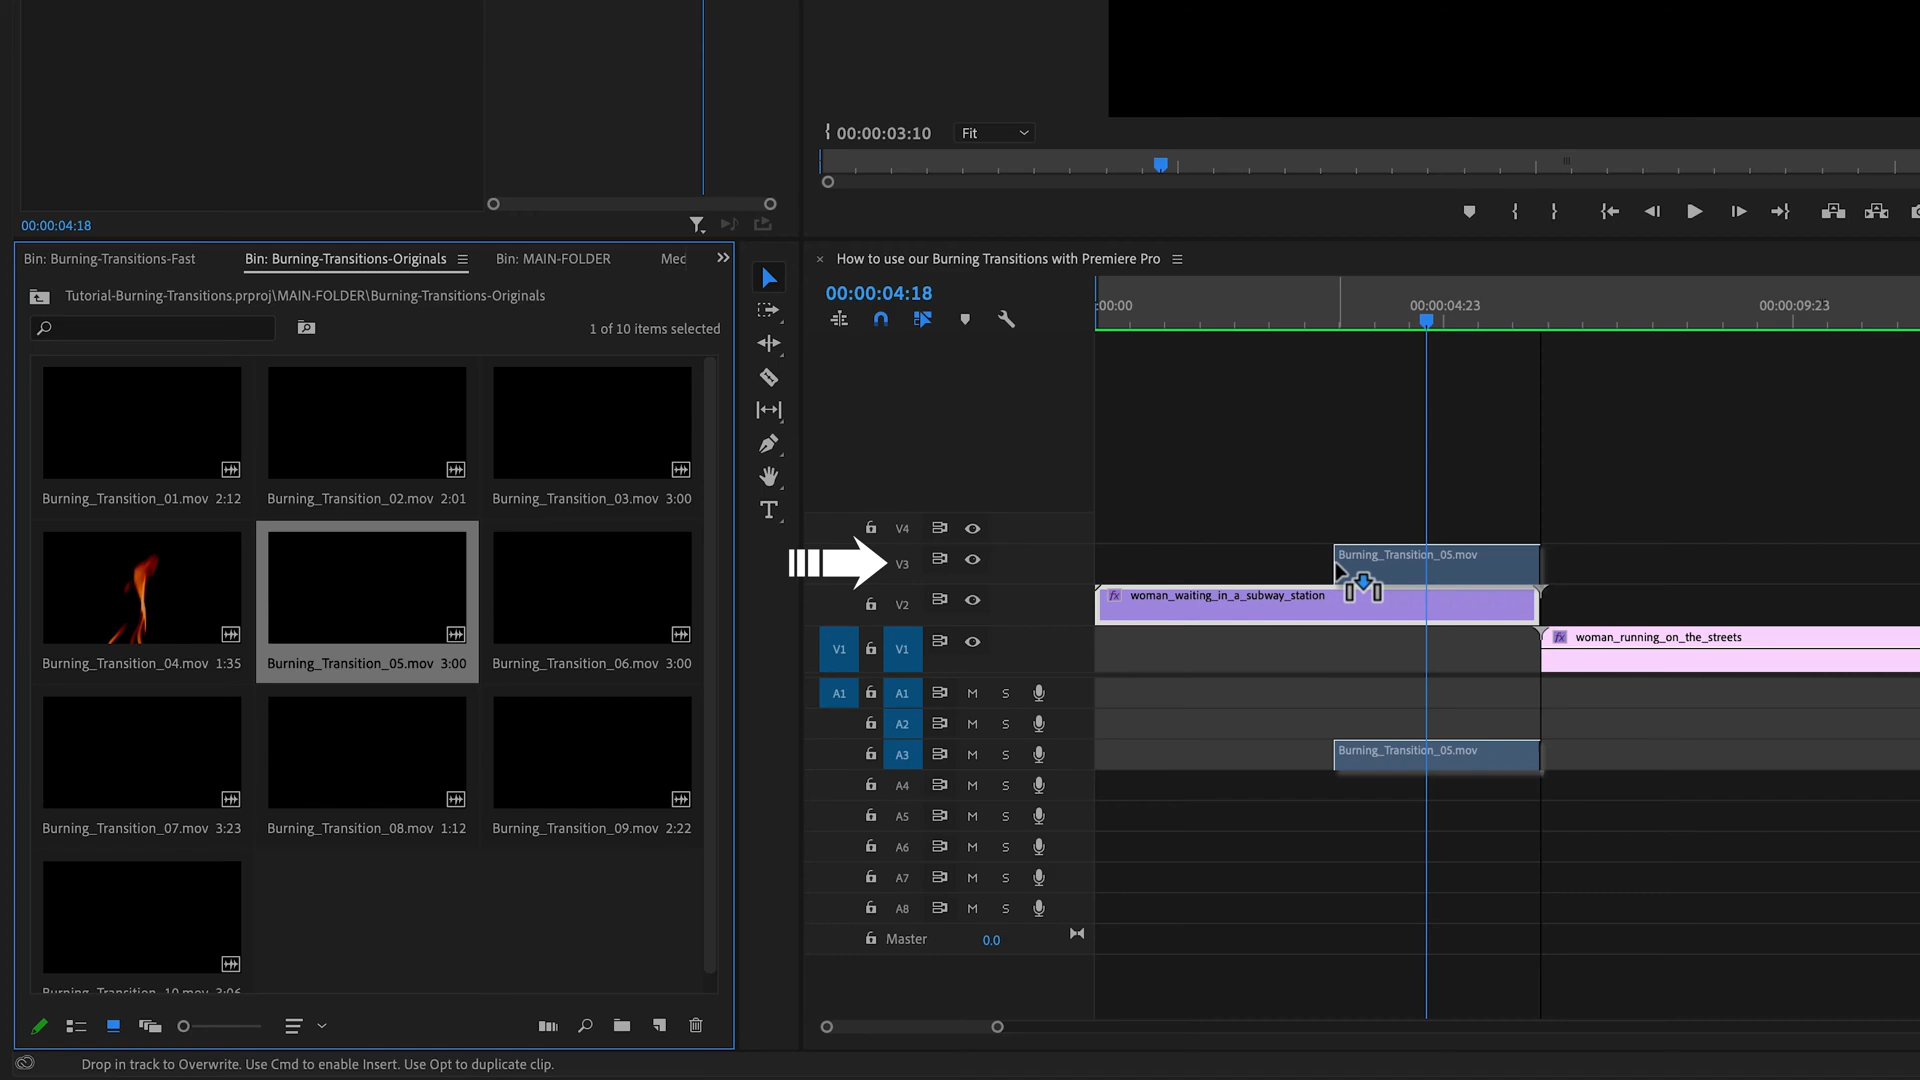 00:00:03:10
Fit
00:00:04:18
Bin: Burning-Transitions-Fast
Bin: Burning-Transitions-Originals
Bin: MAIN-FOLDER
Mec
How to use our Burning Transitions with Premiere Pro
Tutorial-Burning-Transitions.prproj\MAIN-FOLDER\Burning-Transitions-Originals
1 of 10 items selected
00:00:04:18
:00:00
00:00:04:23
00:00:09:23
Burning_Transition_01.mov 2:12
Burning_Transition_02.mov 2:01
Burning_Transition_03.mov 3:00
Burning_Transition_04.mov 1:35
Burning_Transition_05.mov 3:00
Burning_Transition_06.mov 3:00
Burning_Transition_07.mov 3:23
Burning_Transition_08.mov 1:12
Burning_Transition_09.mov 2:22
Burning_Transition_10.mov 3:06
T
V4
V3
Burning_Transition_05.mov
V2
fx woman_waiting_in_a_subway_station
V1 V1
fx woman_running_on_the_streets
A1 A1 M S
A2 M S
A3 M S
Burning_Transition_05.mov
A4 M S
A5 M S
A6 M S
A7 M S
A8 M S
Master 0.0
Drop in track to Overwrite. Use Cmd to enable Insert. Use Opt to duplicate clip.